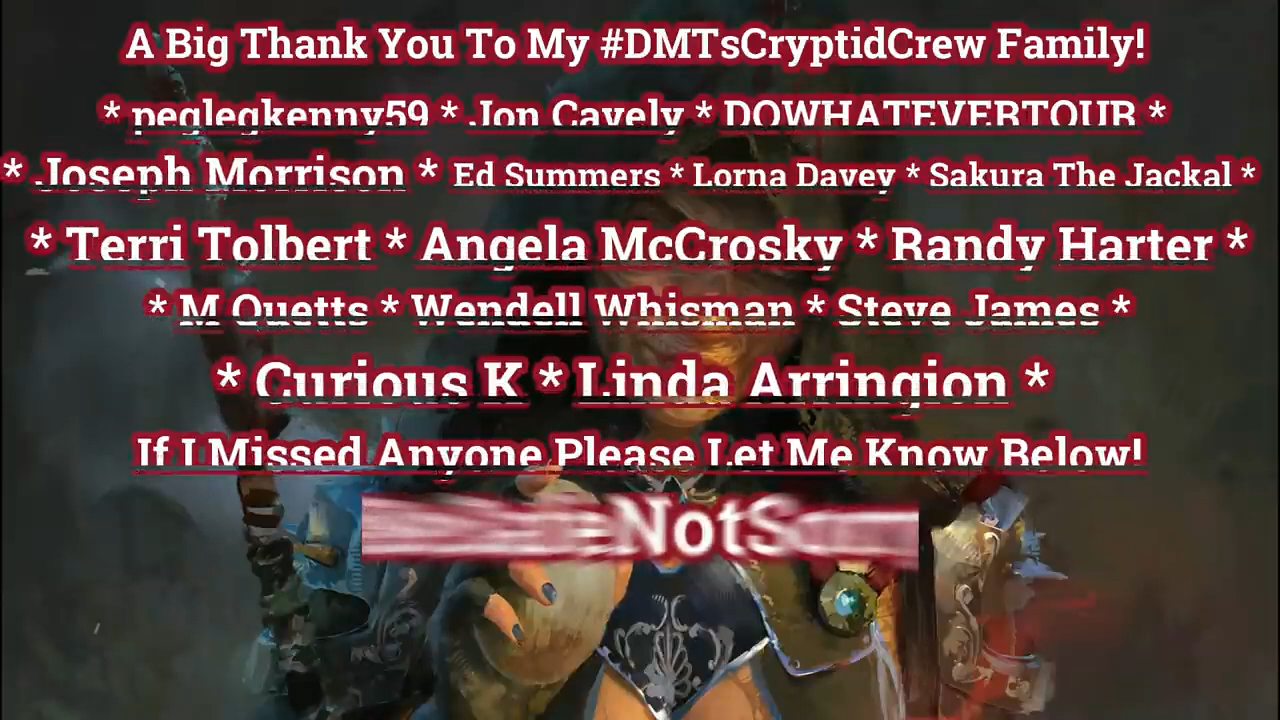 A Big Thank You To My #DMTsCryptidCrew Family!
* peglegkenny59 * Jon Cavely * DOWHATEVERTOUR *
* Joseph Morrison * Ed Summers * Lorna Davey * Sakura The Jackal *
* Terri Tolbert * Angela McCrosky * Randy Harter *
* M Quetts * Wendell Whisman * Steve James *
* Curious K * Linda Arringion *
If I Missed Anyone Please Let Me Know Below!